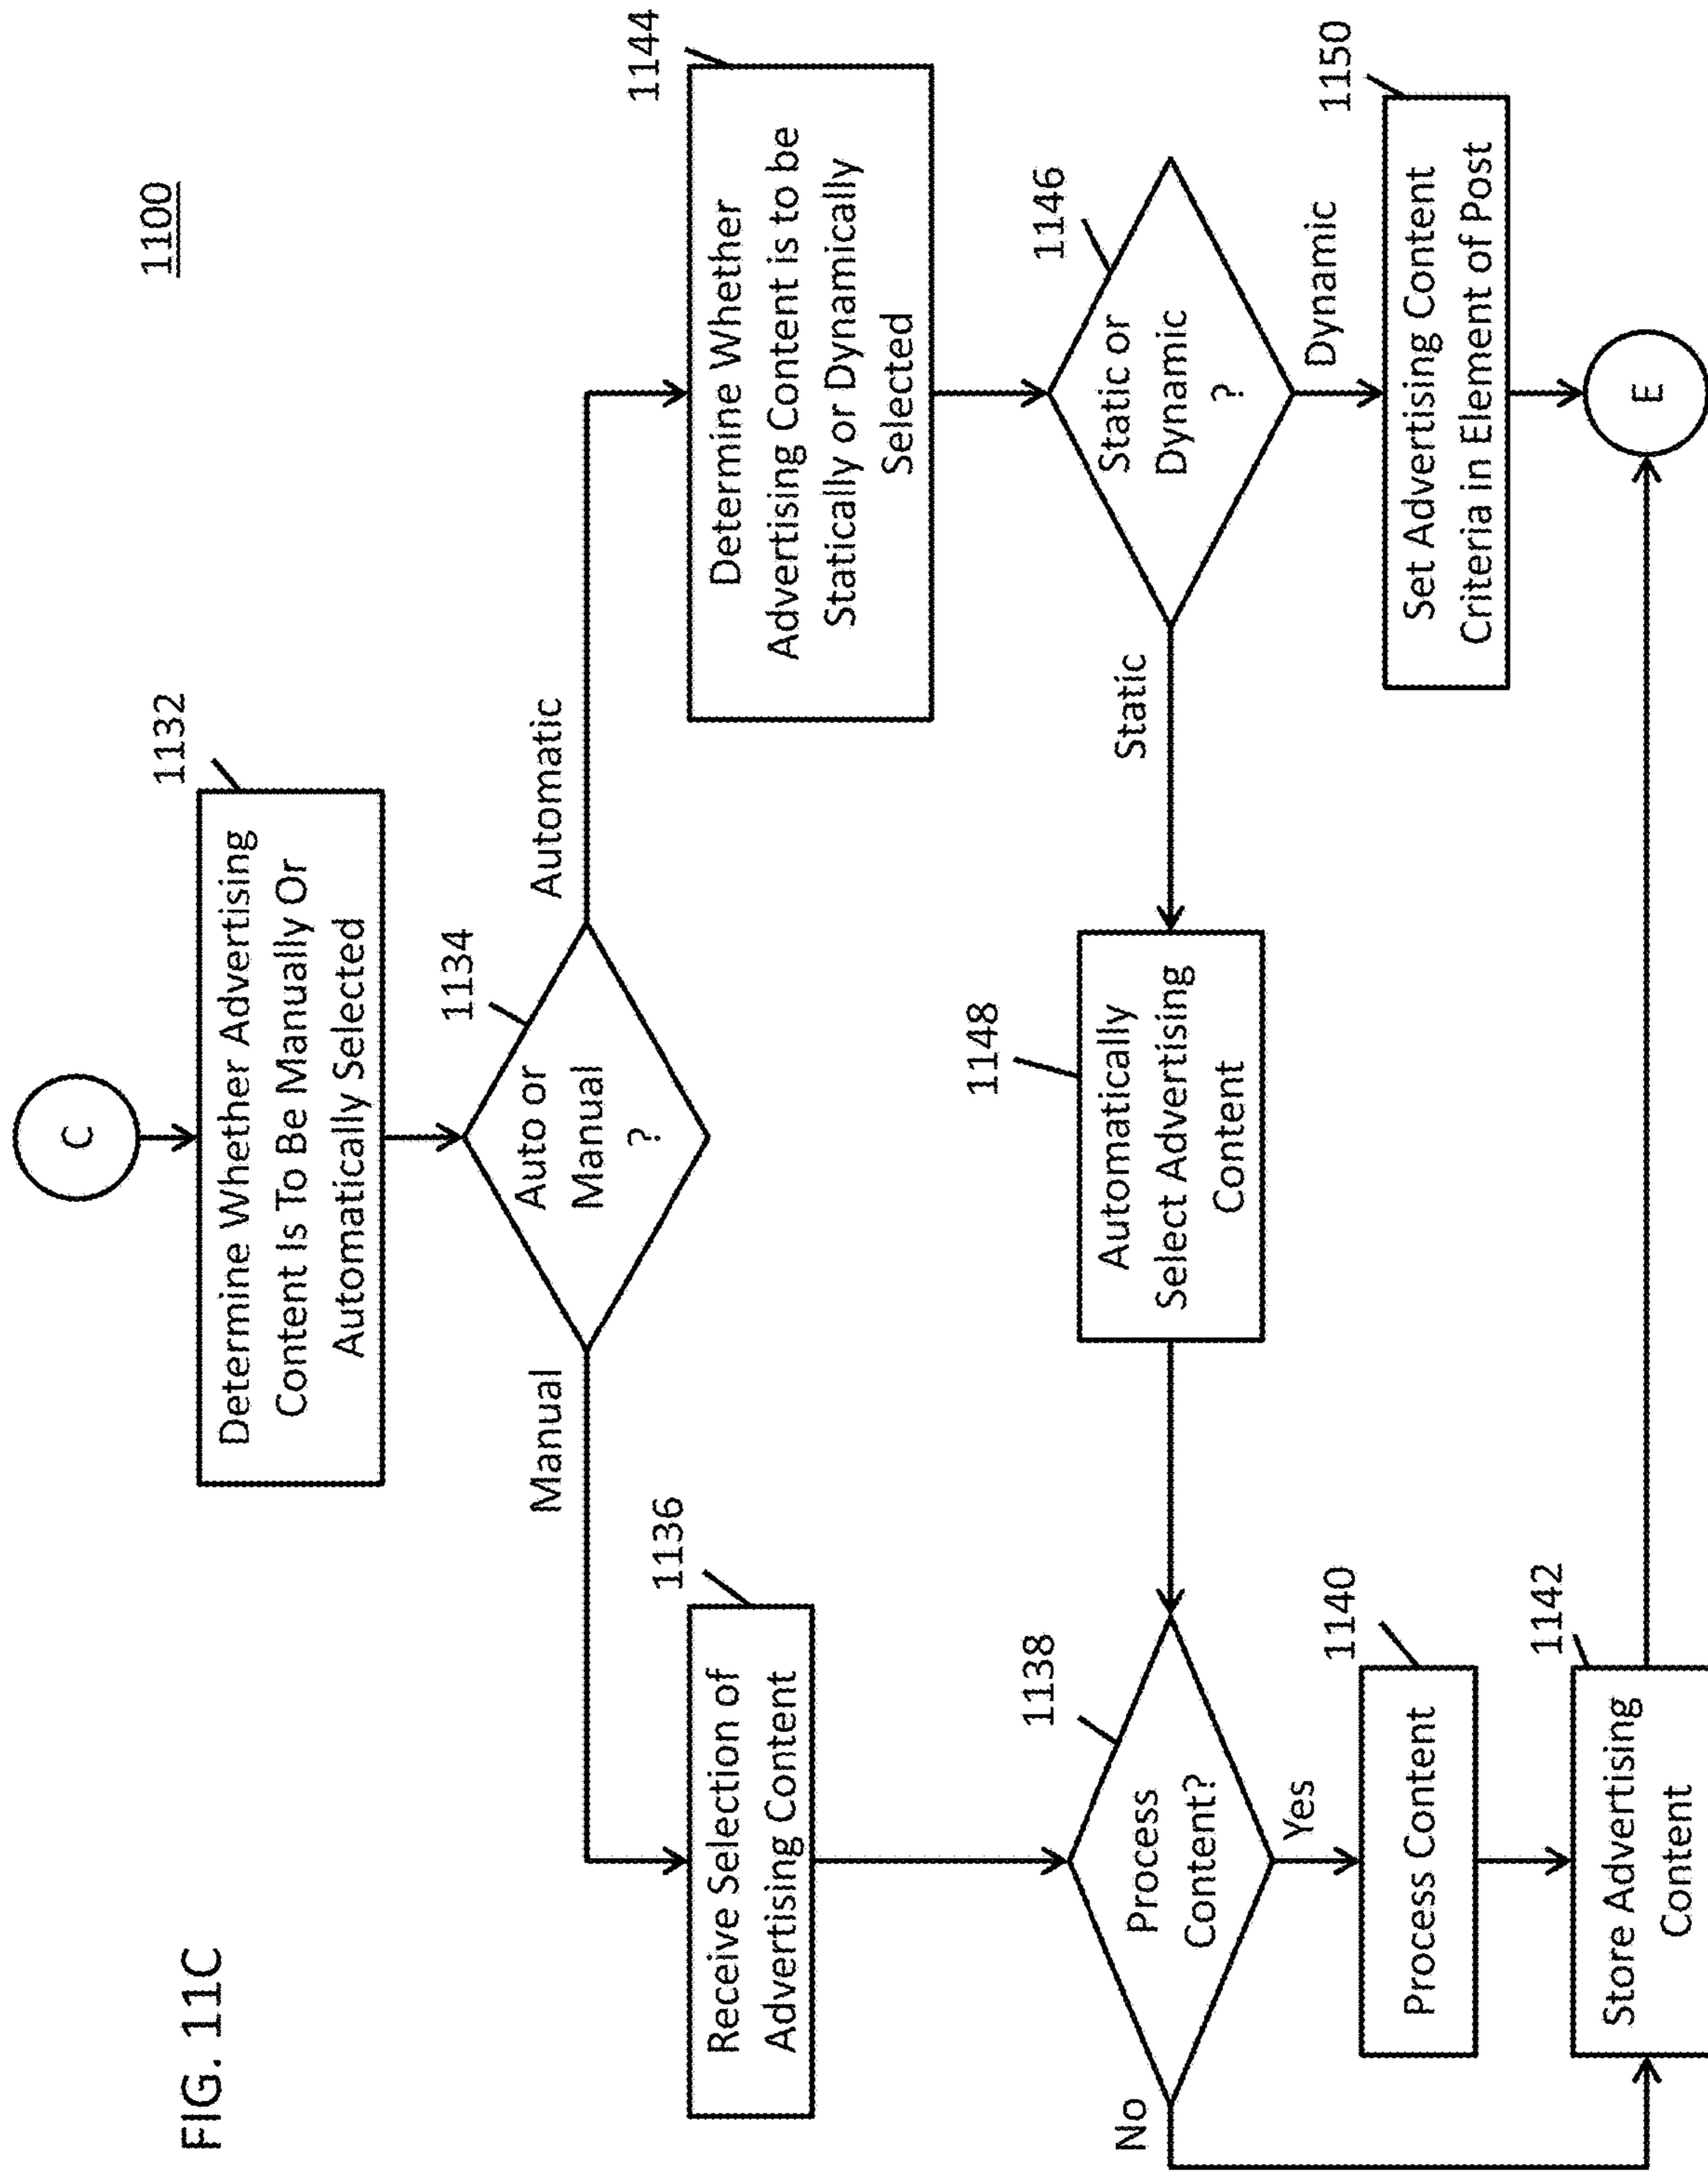 FIG. 11C
1100
C
1132
Determine Whether Advertising
Content Is To Be Manually Or
Automatically Selected
1134
Auto or
Manual
?
Manual
Automatic
1136
Receive Selection of
Advertising Content
1144
Determine Whether
Advertising Content is to be
Statically or Dynamically
Selected
1146
Static or
Dynamic
?
Static
Dynamic
1148
Automatically
Select Advertising
Content
1138
Process
Content?
No
Yes
1140
Process Content
1142
Store Advertising
Content
1150
Set Advertising Content
Criteria in Element of Post
E